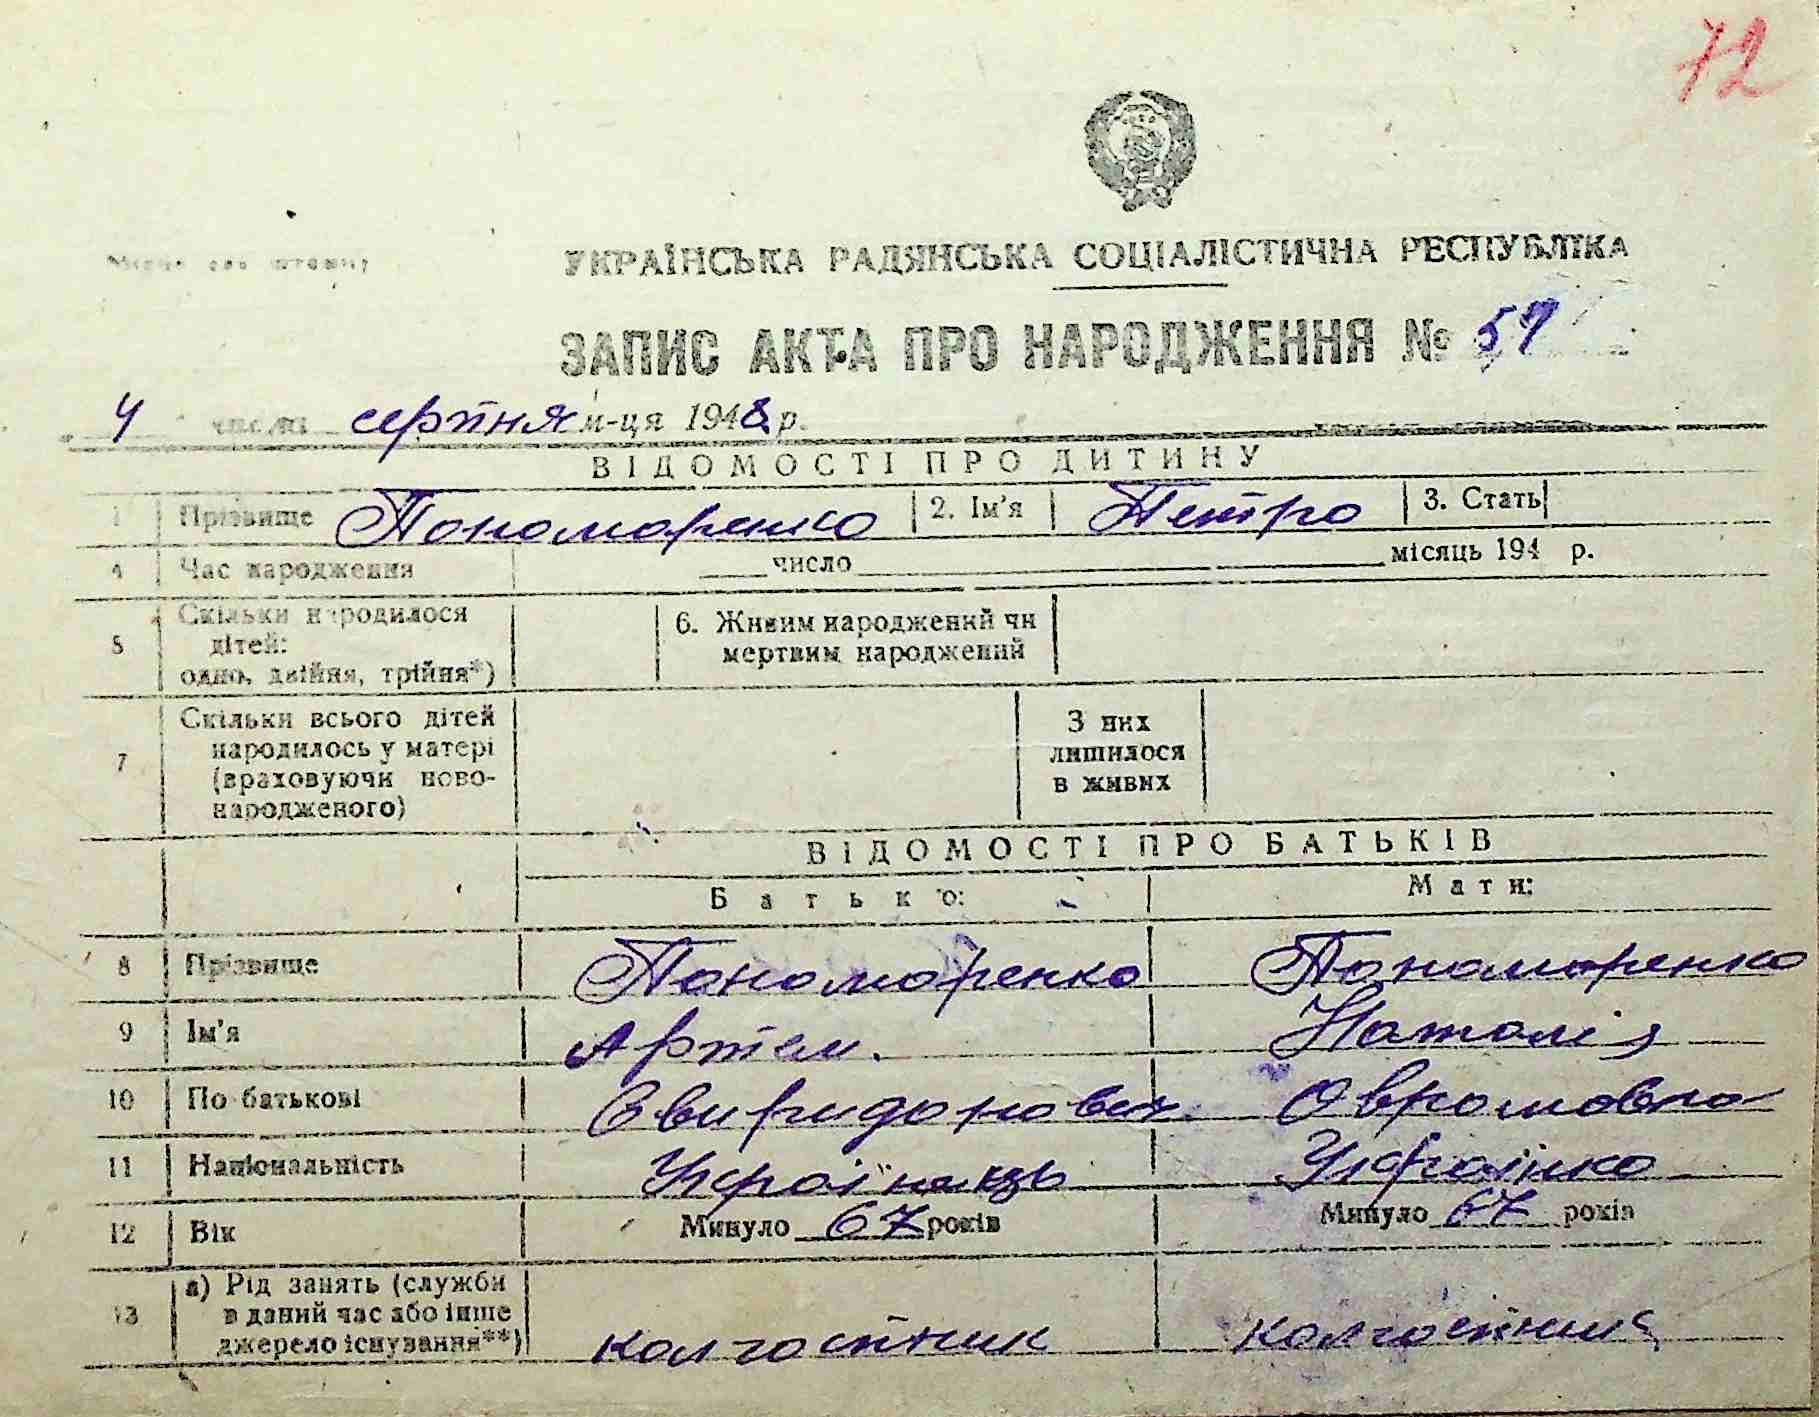 72
УКРАЇНСЬКА РАДЯНСЬКА СОЦІАЛІСТИЧНА РЕСПУБЛІКА
ЗАПИС АКТА ПРО НАРОДЖЕННЯ №
„ 4 “ числа серпня м-ця 1948 р.
ВІДОМОСТІ ПРО ДИТИНУ
1 Прізвище Пономаренко 2. Ім'я Петро 3. Стать
4 Час народження число місяць 194 р.
5 Скільки народилося дітей: одно, двійня, трійня*) 6. Живим народжений чи мертвим народжений
7 Скільки всього дітей народилось у матері (враховуючи новонародженого) З них лишилося в живих
ВІДОМОСТІ ПРО БАТЬКІВ
Батько: Мати:
8 Прізвище Пономаренко Пономаренко
9 Ім'я Артем. Наталія
10 По батькові Свиридонович Овромовна
11 Національність Українець Українка
12 Вік Минуло 67 років Минуло 67 років
13 а) Рід занять (служби в даний час або інше джерело існування**) колгоспник колгоспниця